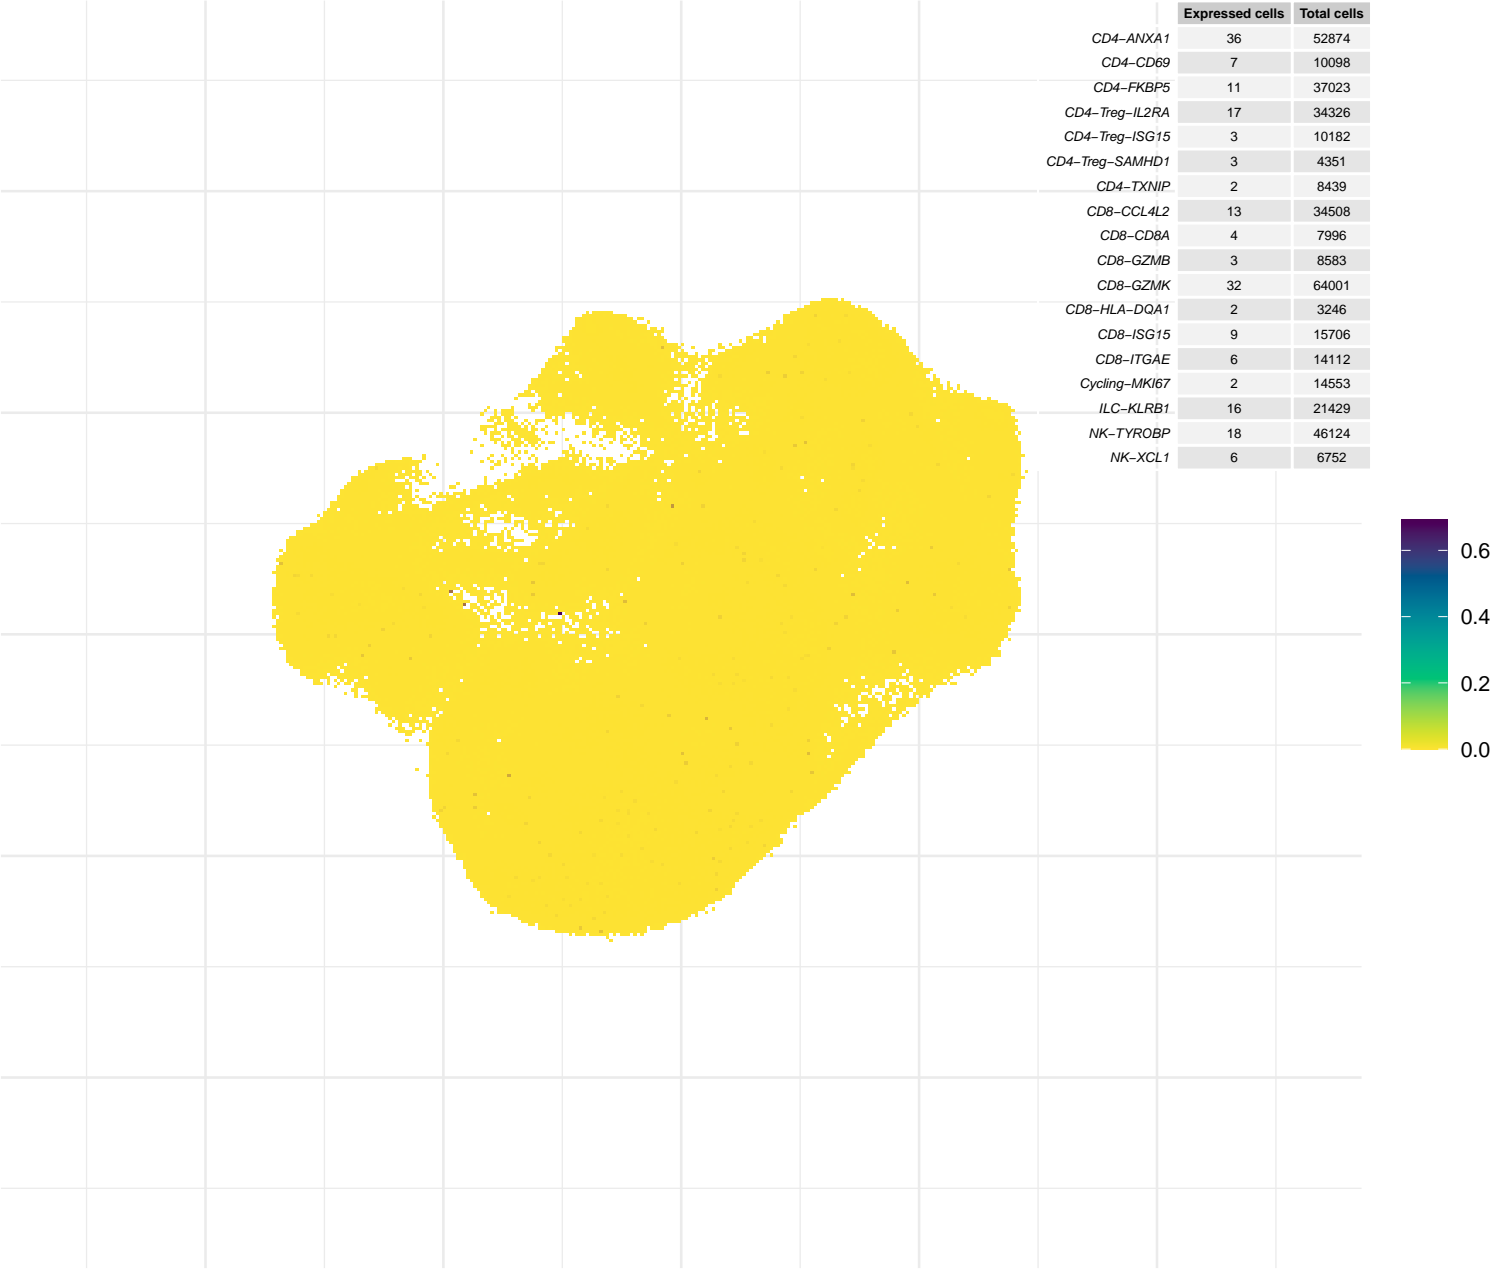 Expressed cells Total cells
CD4−ANXA1 36 52874
CD4−CD69 7 10098
CD4−FKBP5 11 37023
CD4−Treg−IL2RA 17 34326
CD4−Treg−ISG15 3 10182
CD4−Treg−SAMHD1 3 4351
CD4−TXNIP 2 8439
CD8−CCL4L2 13 34508
CD8−CD8A 4 7996
CD8−GZMB 3 8583
CD8−GZMK 32 64001
CD8−HLA−DQA1 2 3246
CD8−ISG15 9 15706
CD8−ITGAE 6 14112
Cycling−MKI67 2 14553
ILC−KLRB1 16 21429
NK−TYROBP 18 46124
NK−XCL1 6 6752
0.6
0.4
0.2
0.0